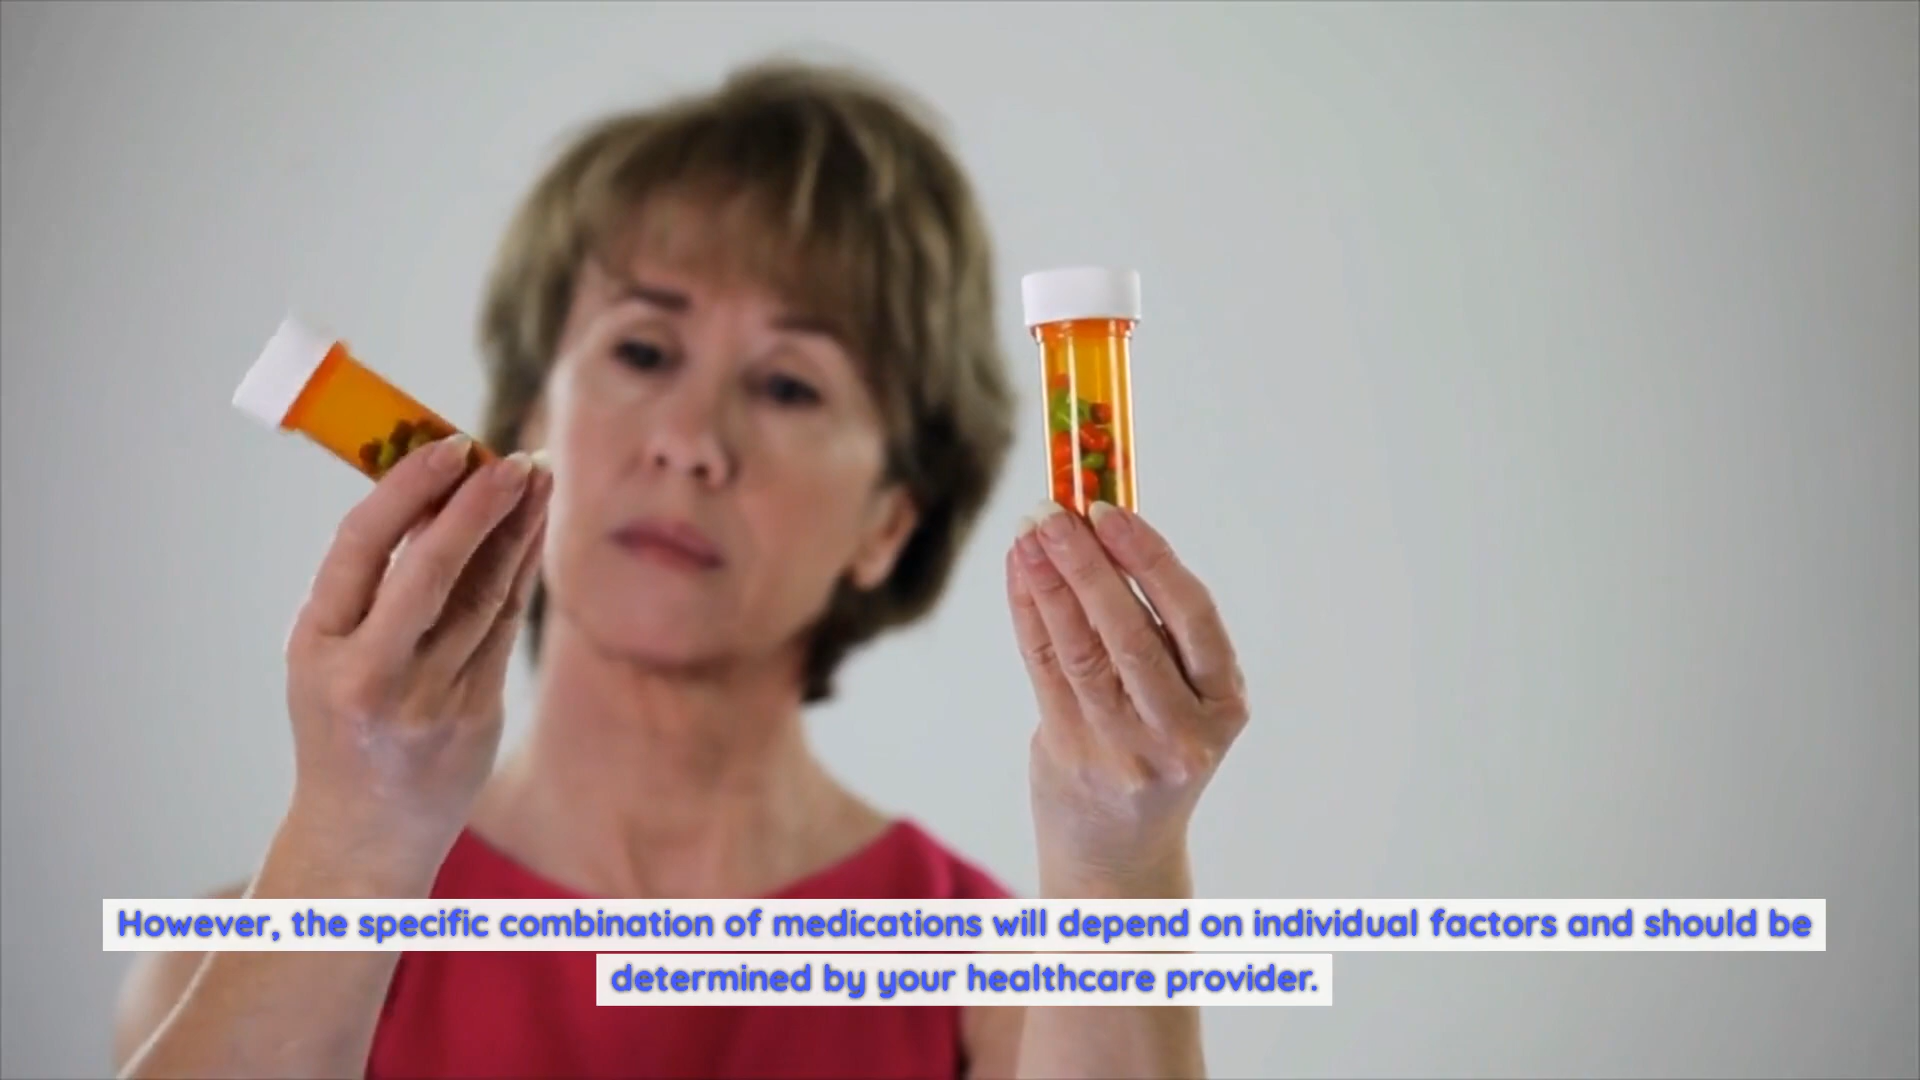 However, the specific combination of medications will depend on individual factors and should be
determined by your healthcare provider.